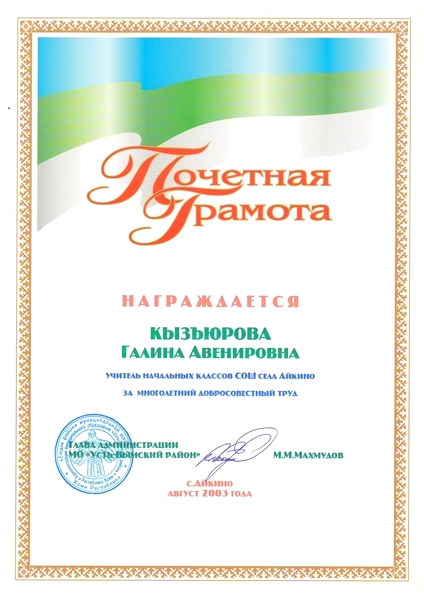 Почетная
Грамота
НАГРАЖДАЕТСЯ
КЫЗЪЮРОВА
ГАЛИНА АВЕНИРОВНА
УЧИТЕЛЬ НАЧАЛЬНЫХ КЛАССОВ СОШ СЕЛА АЙКИНО
ЗА МНОГОЛЕТНИЙ ДОБРОСОВЕСТНЫЙ ТРУД
ГЛАВА АДМИНИСТРАЦИИ
МО «УСТЬ-ВЫМСКИЙ РАЙОН» М.М.МАХМУДОВ
С.АЙКИНО
АВГУСТ 2003 ГОДА